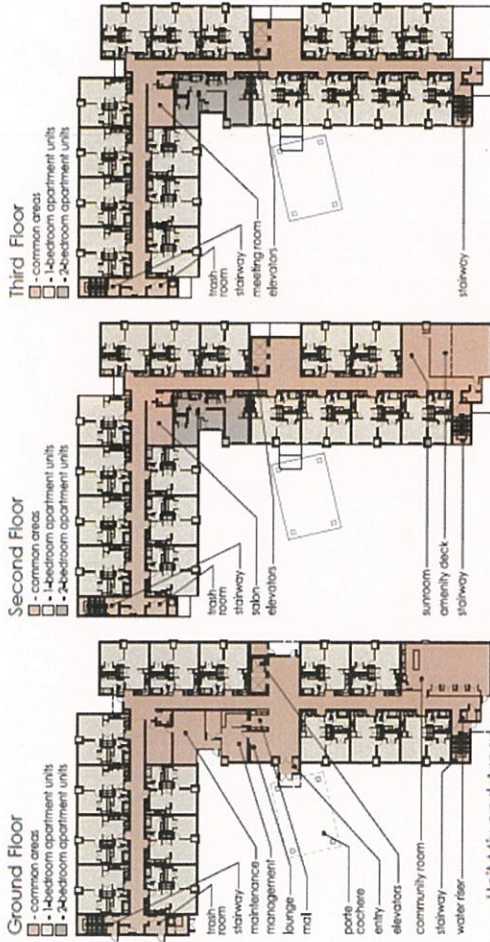 Ground Floor
- common areas
- 1-bedroom apartment units
- 2-bedroom apartment units
trash
room
stairway
maintenance
management
lounge
mail
porte
cochere
entry
elevators
community room
stairway
water riser
Second Floor
- common areas
- 1-bedroom apartment units
- 2-bedroom apartment units
trash
room
stairway
salon
elevators
sunroom
amenity deck
stairway
Third Floor
- common areas
- 1-bedroom apartment units
- 2-bedroom apartment units
trash
room
stairway
meeting room
elevators
stairway